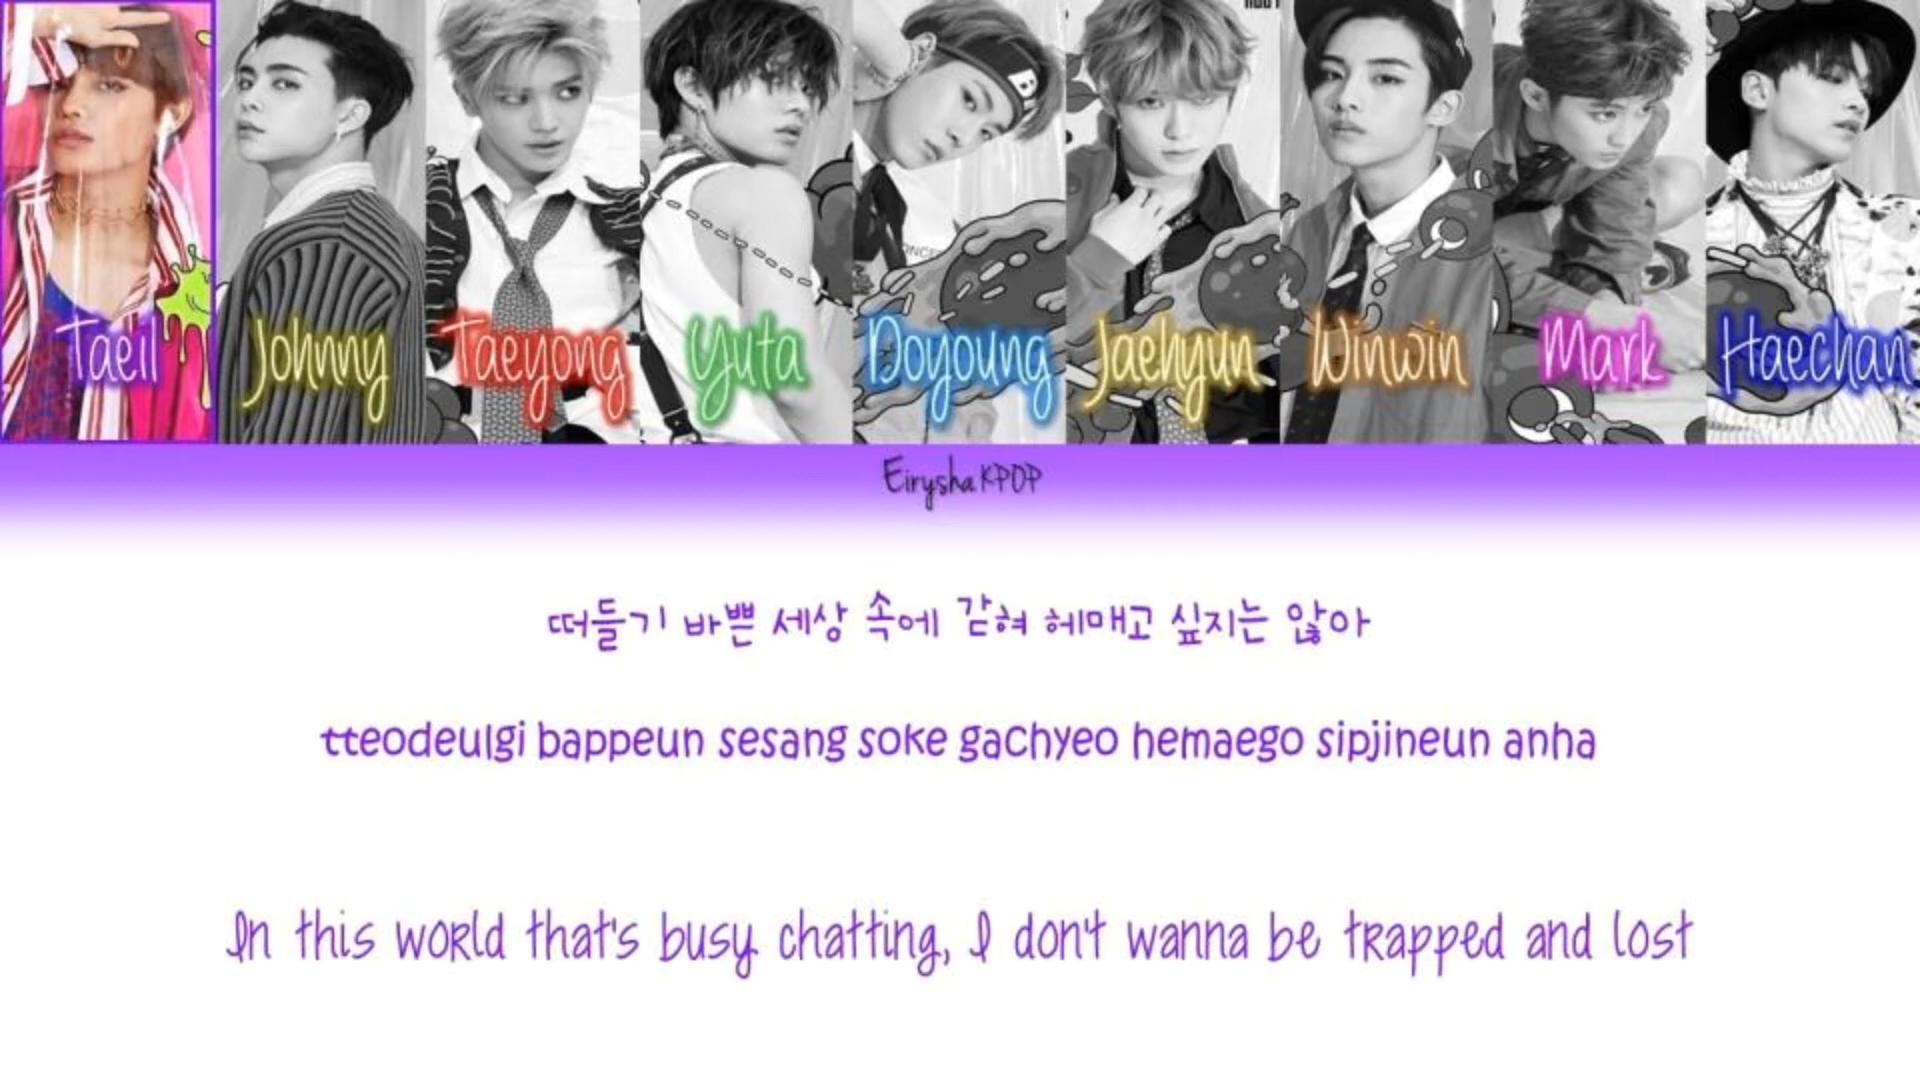 Taeil Johnny Taeyong Yuta Doyoung Jaehyun Winwin Mark Haechan
EiryshaKPOP
떠들기 바쁜 세상 속에 갇혀 헤매고 싶지는 않아
tteodeulgi bappeun sesang soke gachyeo hemaego sipjineun anha
In this world that's busy chatting, I don't wanna be trapped and lost